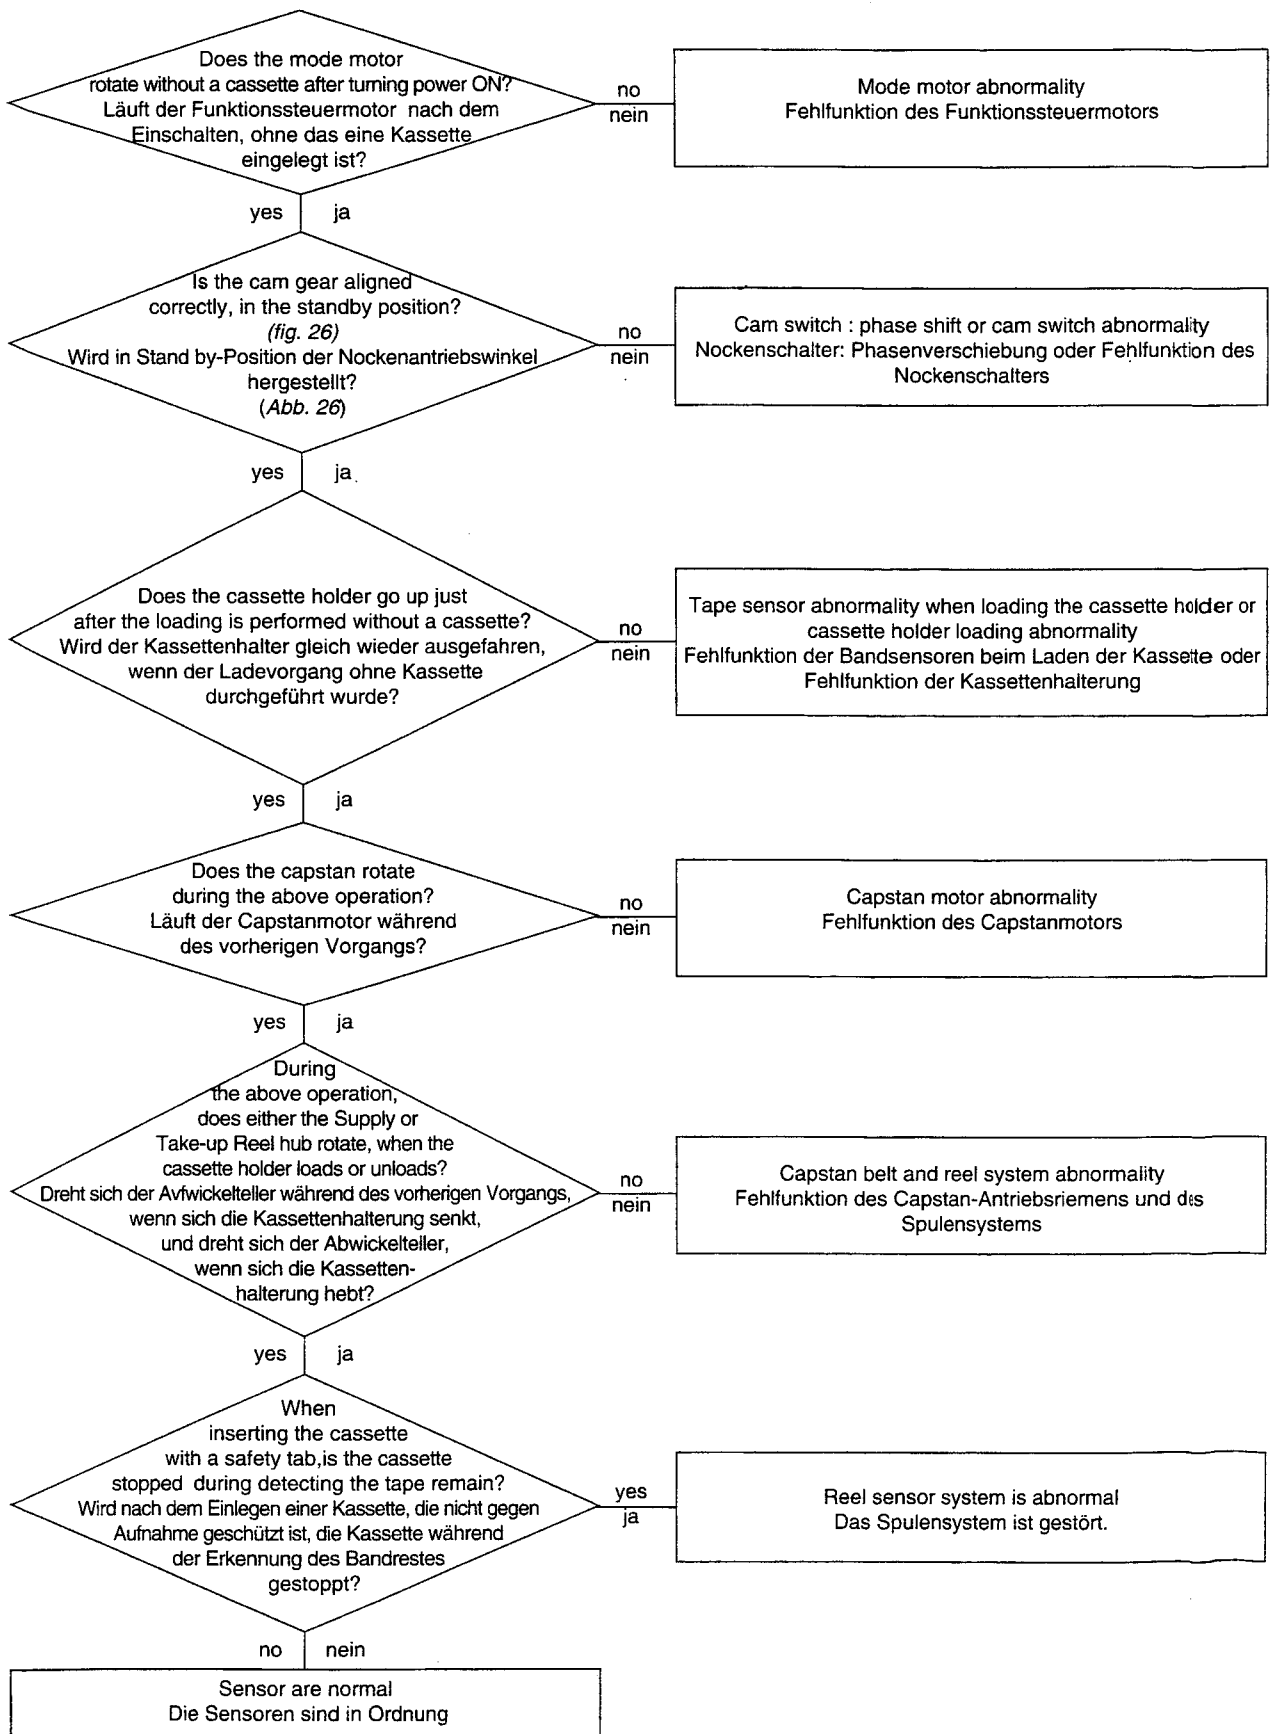 Does the mode motor
rotate without a cassette after turning power ON?
Läuft der Funktionssteuermotor nach dem
Einschalten, ohne das eine Kassette
eingelegt ist?
no
nein
Mode motor abnormality
Fehlfunktion des Funktionssteuermotors
yes ja
Is the cam gear aligned
correctly, in the standby position?
(fig. 26)
Wird in Stand by-Position der Nockenantriebswinkel
hergestellt?
(Abb. 26)
no
nein
Cam switch : phase shift or cam switch abnormality
Nockenschalter: Phasenverschiebung oder Fehlfunktion des
Nockenschalters
yes ja
Does the cassette holder go up just
after the loading is performed without a cassette?
Wird der Kassettenhalter gleich wieder ausgefahren,
wenn der Ladevorgang ohne Kassette
durchgeführt wurde?
no
nein
Tape sensor abnormality when loading the cassette holder or
cassette holder loading abnormality
Fehlfunktion der Bandsensoren beim Laden der Kassette oder
Fehlfunktion der Kassettenhalterung
yes ja
Does the capstan rotate
during the above operation?
Läuft der Capstanmotor während
des vorherigen Vorgangs?
no
nein
Capstan motor abnormality
Fehlfunktion des Capstanmotors
yes ja
During
the above operation,
does either the Supply or
Take-up Reel hub rotate, when the
cassette holder loads or unloads?
Dreht sich der Avfwickelteller während des vorherigen Vorgangs,
wenn sich die Kassettenhalterung senkt,
und dreht sich der Abwickelteller,
wenn sich die Kassetten-
halterung hebt?
no
nein
Capstan belt and reel system abnormality
Fehlfunktion des Capstan-Antriebsriemens und des
Spulensystems
yes ja
When
inserting the cassette
with a safety tab,is the cassette
stopped during detecting the tape remain?
Wird nach dem Einlegen einer Kassette, die nicht gegen
Aufnahme geschützt ist, die Kassette während
der Erkennung des Bandrestes
gestoppt?
yes
ja
Reel sensor system is abnormal
Das Spulensystem ist gestört.
no nein
Sensor are normal
Die Sensoren sind in Ordnung